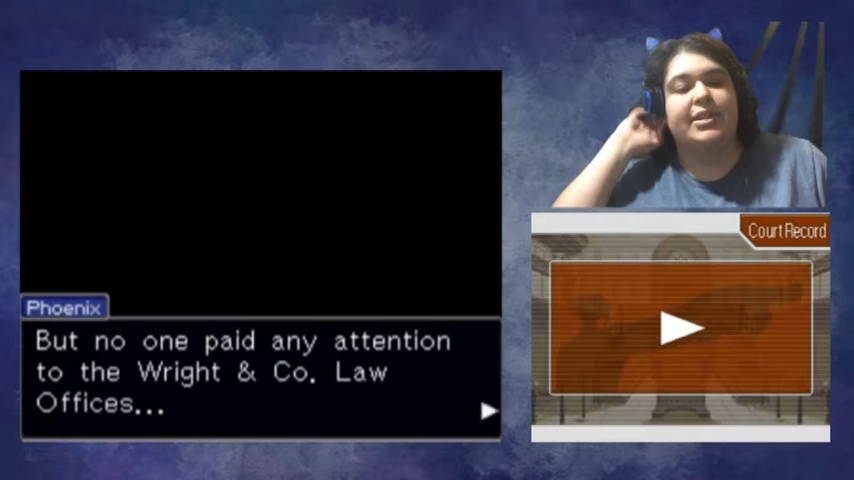 Court Record
Phoenix
But no one paid any attention
to the Wright & Co. Law
Offices...